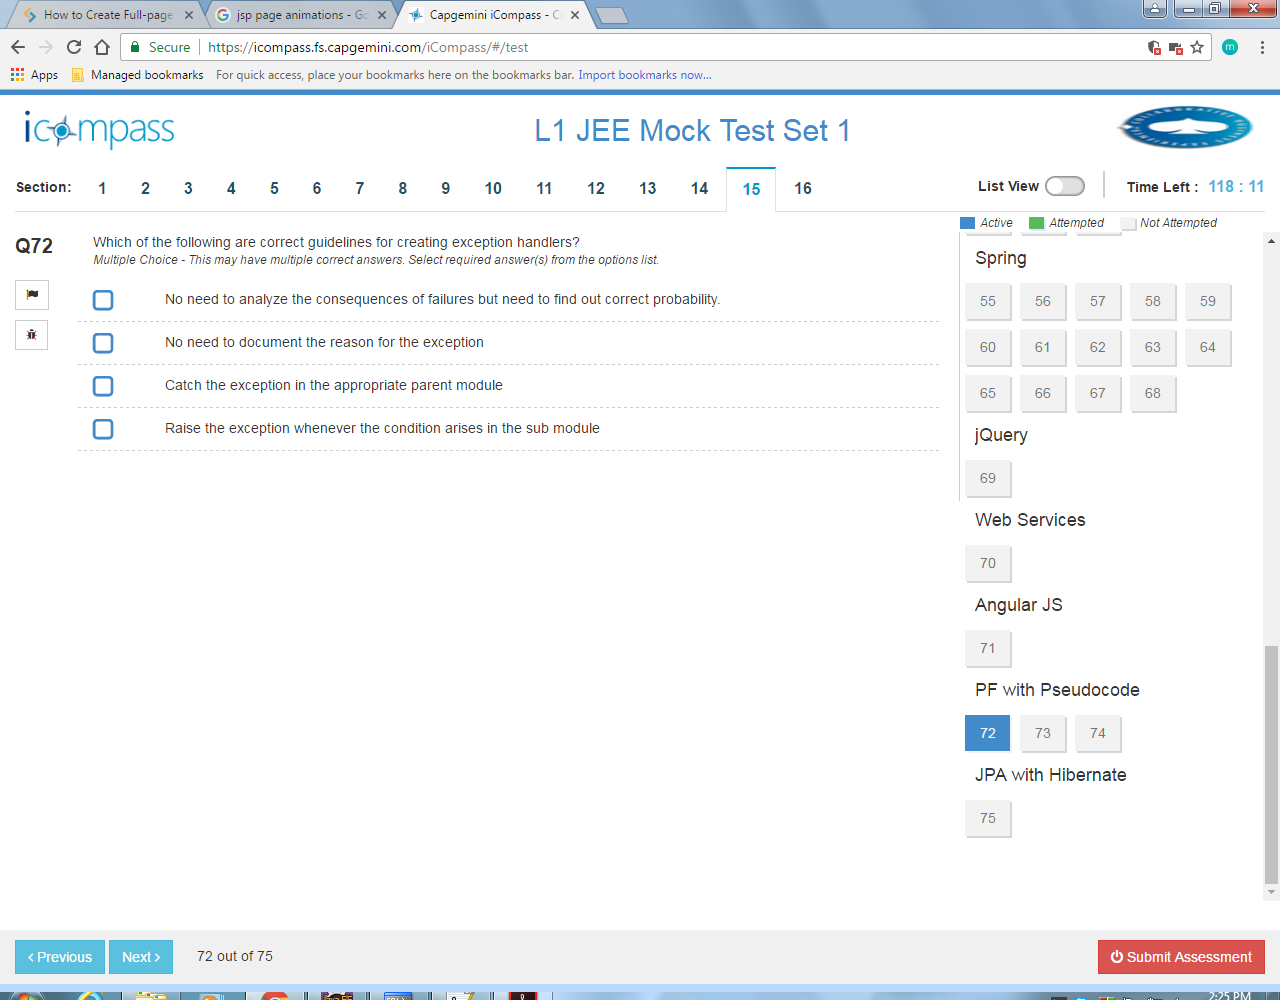 How to Create Full-page
jsp page animations - Go
Capgemini iCompass - C
Secure
https://icompass.fs.capgemini.com/iCompass/#/test
m
Apps
Managed bookmarks
For quick access, place your bookmarks here on the bookmarks bar. Import bookmarks now...
icompass
L1 JEE Mock Test Set 1
Section: 1 2 3 4 5 6 7 8 9 10 11 12 13 14 15 16
List View
Time Left : 118 : 11
Active Attempted Not Attempted
Q72
Which of the following are correct guidelines for creating exception handlers?
Multiple Choice - This may have multiple correct answers. Select required answer(s) from the options list.
No need to analyze the consequences of failures but need to find out correct probability.
No need to document the reason for the exception
Catch the exception in the appropriate parent module
Raise the exception whenever the condition arises in the sub module
Spring
55 56 57 58 59
60 61 62 63 64
65 66 67 68
jQuery
69
Web Services
70
Angular JS
71
PF with Pseudocode
72 73 74
JPA with Hibernate
75
Previous
Next
72 out of 75
Submit Assessment
2:25 PM